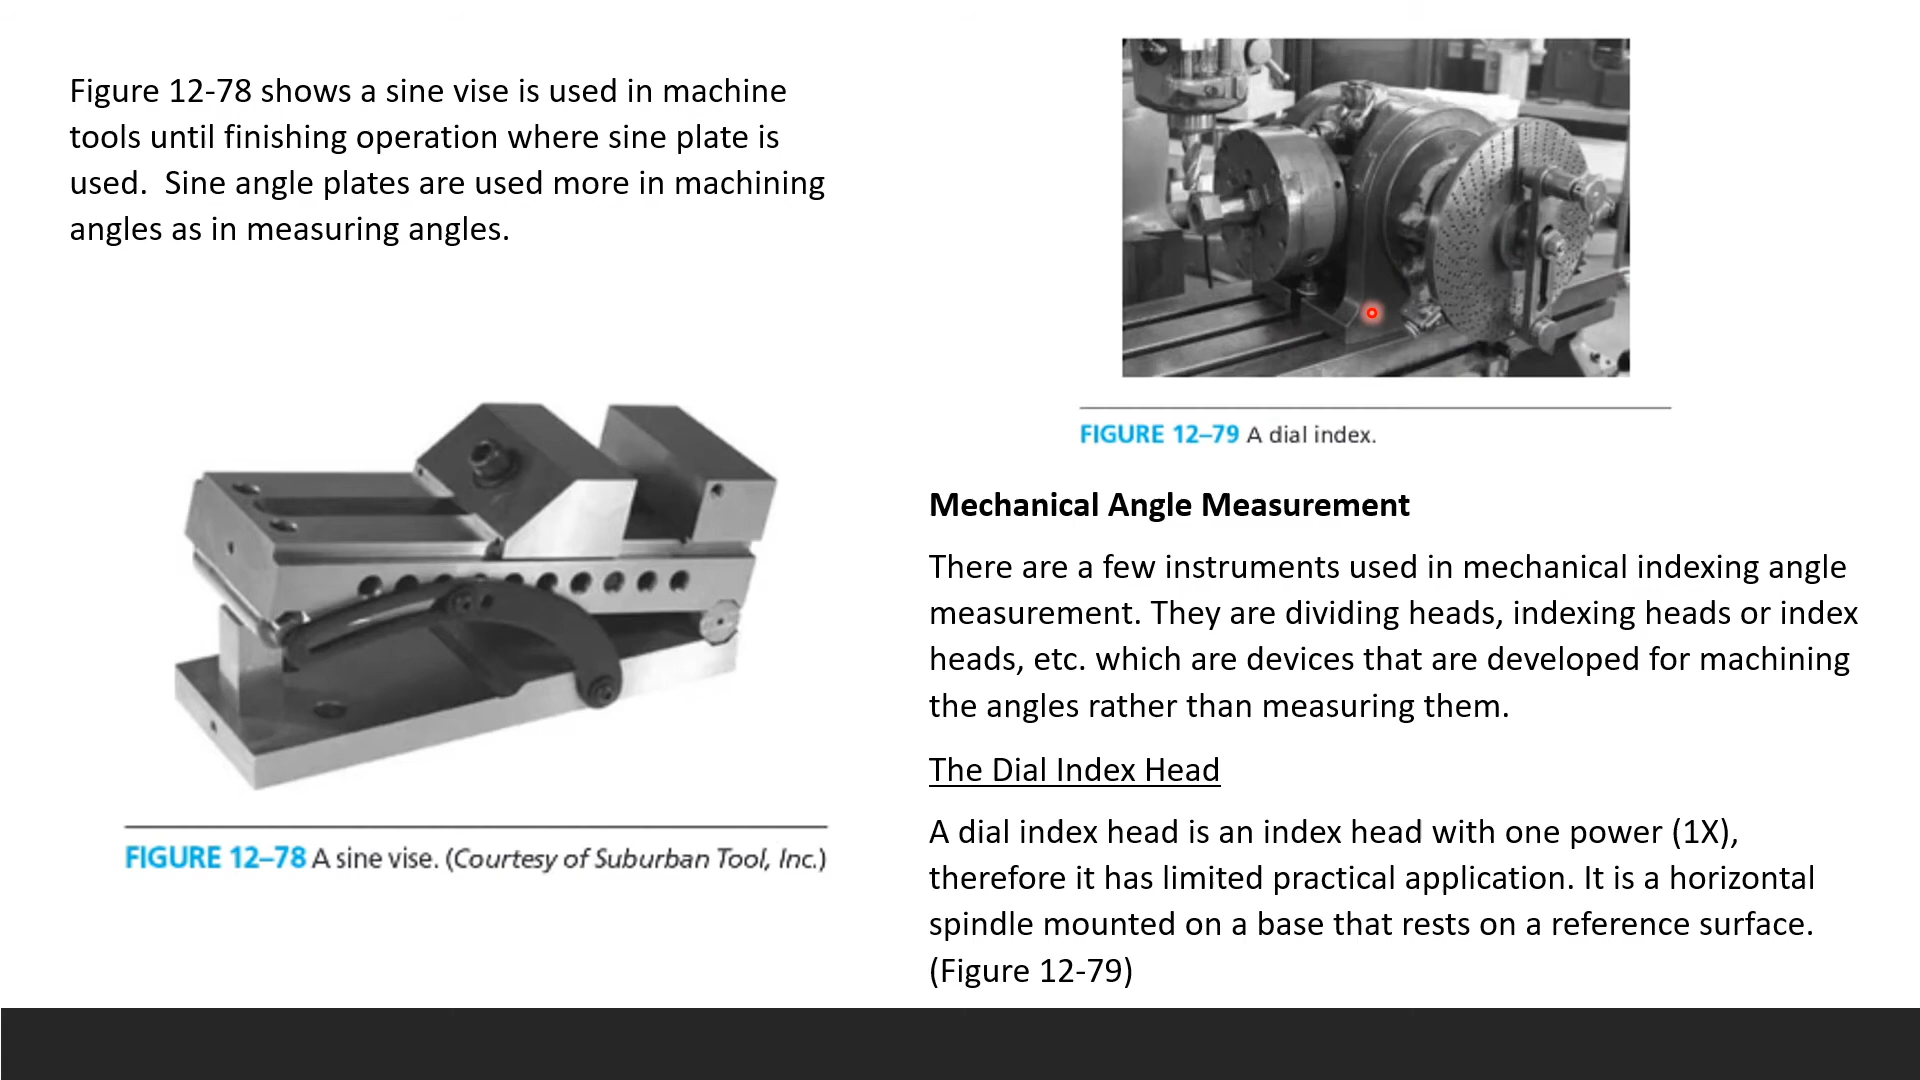 Figure 12-78 shows a sine vise is used in machine
tools until finishing operation where sine plate is
used.  Sine angle plates are used more in machining
angles as in measuring angles.
FIGURE 12–78 A sine vise. (Courtesy of Suburban Tool, Inc.)
FIGURE 12–79 A dial index.
Mechanical Angle Measurement
There are a few instruments used in mechanical indexing angle
measurement. They are dividing heads, indexing heads or index
heads, etc. which are devices that are developed for machining
the angles rather than measuring them.
The Dial Index Head
A dial index head is an index head with one power (1X),
therefore it has limited practical application. It is a horizontal
spindle mounted on a base that rests on a reference surface.
(Figure 12-79)